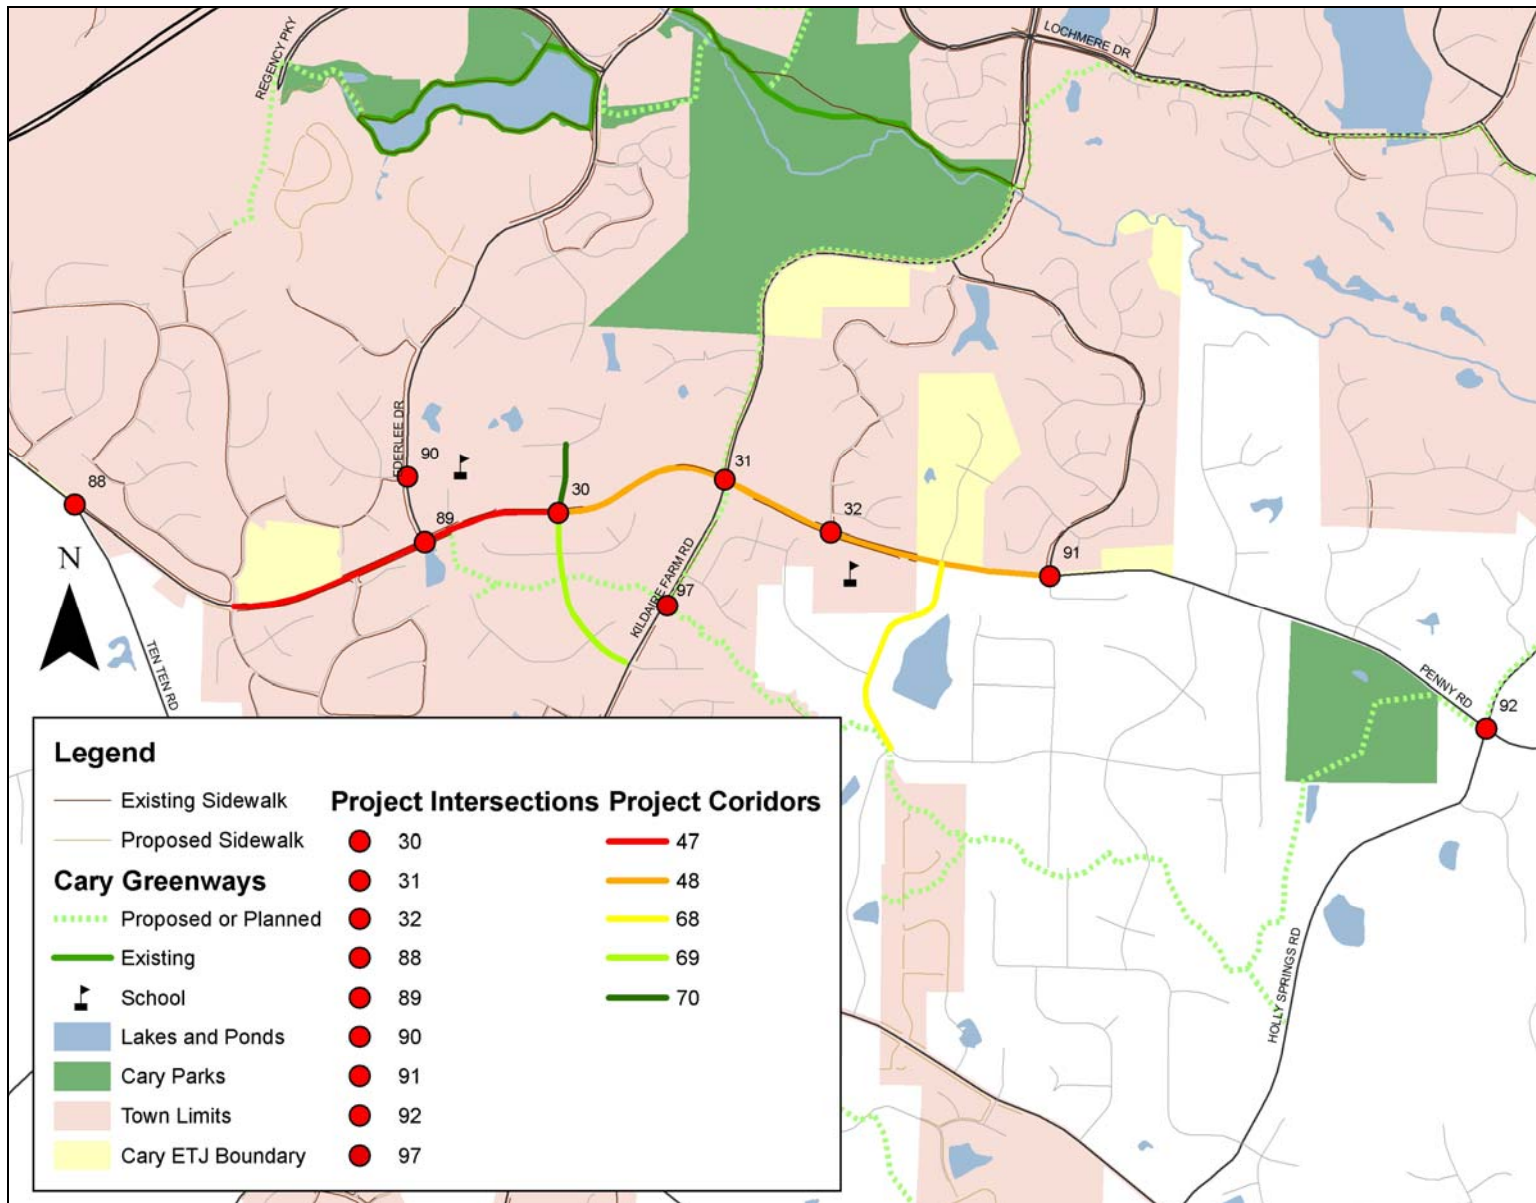 REGENCY PKY
LOCHMERE DR
EDERLEE DR
90
88
89
30
31
32
91
N
KILDAIRE FARM RD
97
TEN TEN RD
PENNY RD
92
HOLLY SPRINGS RD
Legend
Existing Sidewalk
Proposed Sidewalk
Cary Greenways
Proposed or Planned
Existing
School
Lakes and Ponds
Cary Parks
Town Limits
Cary ETJ Boundary
Project Intersections
30
31
32
88
89
90
91
92
97
Project Coridors
47
48
68
69
70